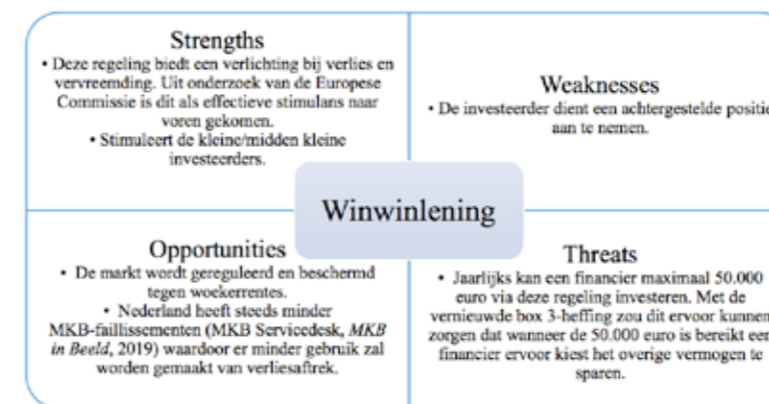 Strengths
• Deze regeling biedt een verlichting bij verlies en
vervreemding. Uit onderzoek van de Europese
Commissie is dit als effectieve stimulans naar
voren gekomen.
• Stimuleert de kleine/midden kleine
investeerders.
Weaknesses
• De investeerder dient een achtergestelde positie
aan te nemen.
Winwinlening
Opportunities
• De markt wordt gereguleerd en beschermd
tegen woekerrentes.
• Nederland heeft steeds minder
MKB-faillissementen (MKB Servicedesk, MKB
in Beeld, 2019) waardoor er minder gebruik zal
worden gemaakt van verliesaftrek.
Threats
• Jaarlijks kan een financier maximaal 50.000
euro via deze regeling investeren. Met de
vernieuwde box 3-heffing zou dit ervoor kunnen
zorgen dat wanneer de 50.000 euro is bereikt een
financier ervoor kiest het overige vermogen te
sparen.